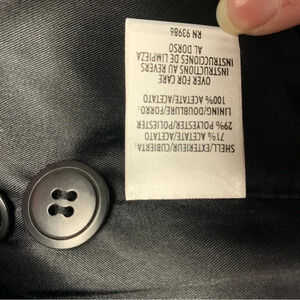 SHELL/EXTERIEUR/CUBIERTA:
71% ACETATE/ACETATO
29% POLYESTER/POLIESTER
LINING/DOUBLURE/FORRO:
100% ACETATE/ACETATO
OVER FOR CARE
INSTRUCTIONS AU REVERS
INSTRUCCIONES DE LIMPIEZA
AL DORSO
RN 93986